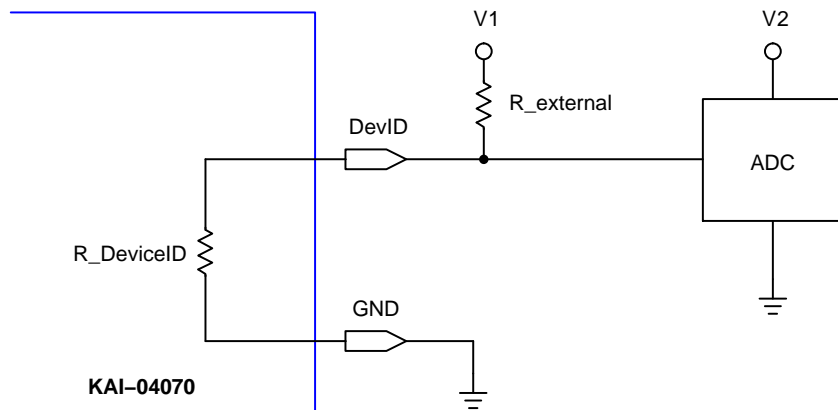 V1
V2
R_external
DevID
ADC
R_DeviceID
GND
KAI−04070